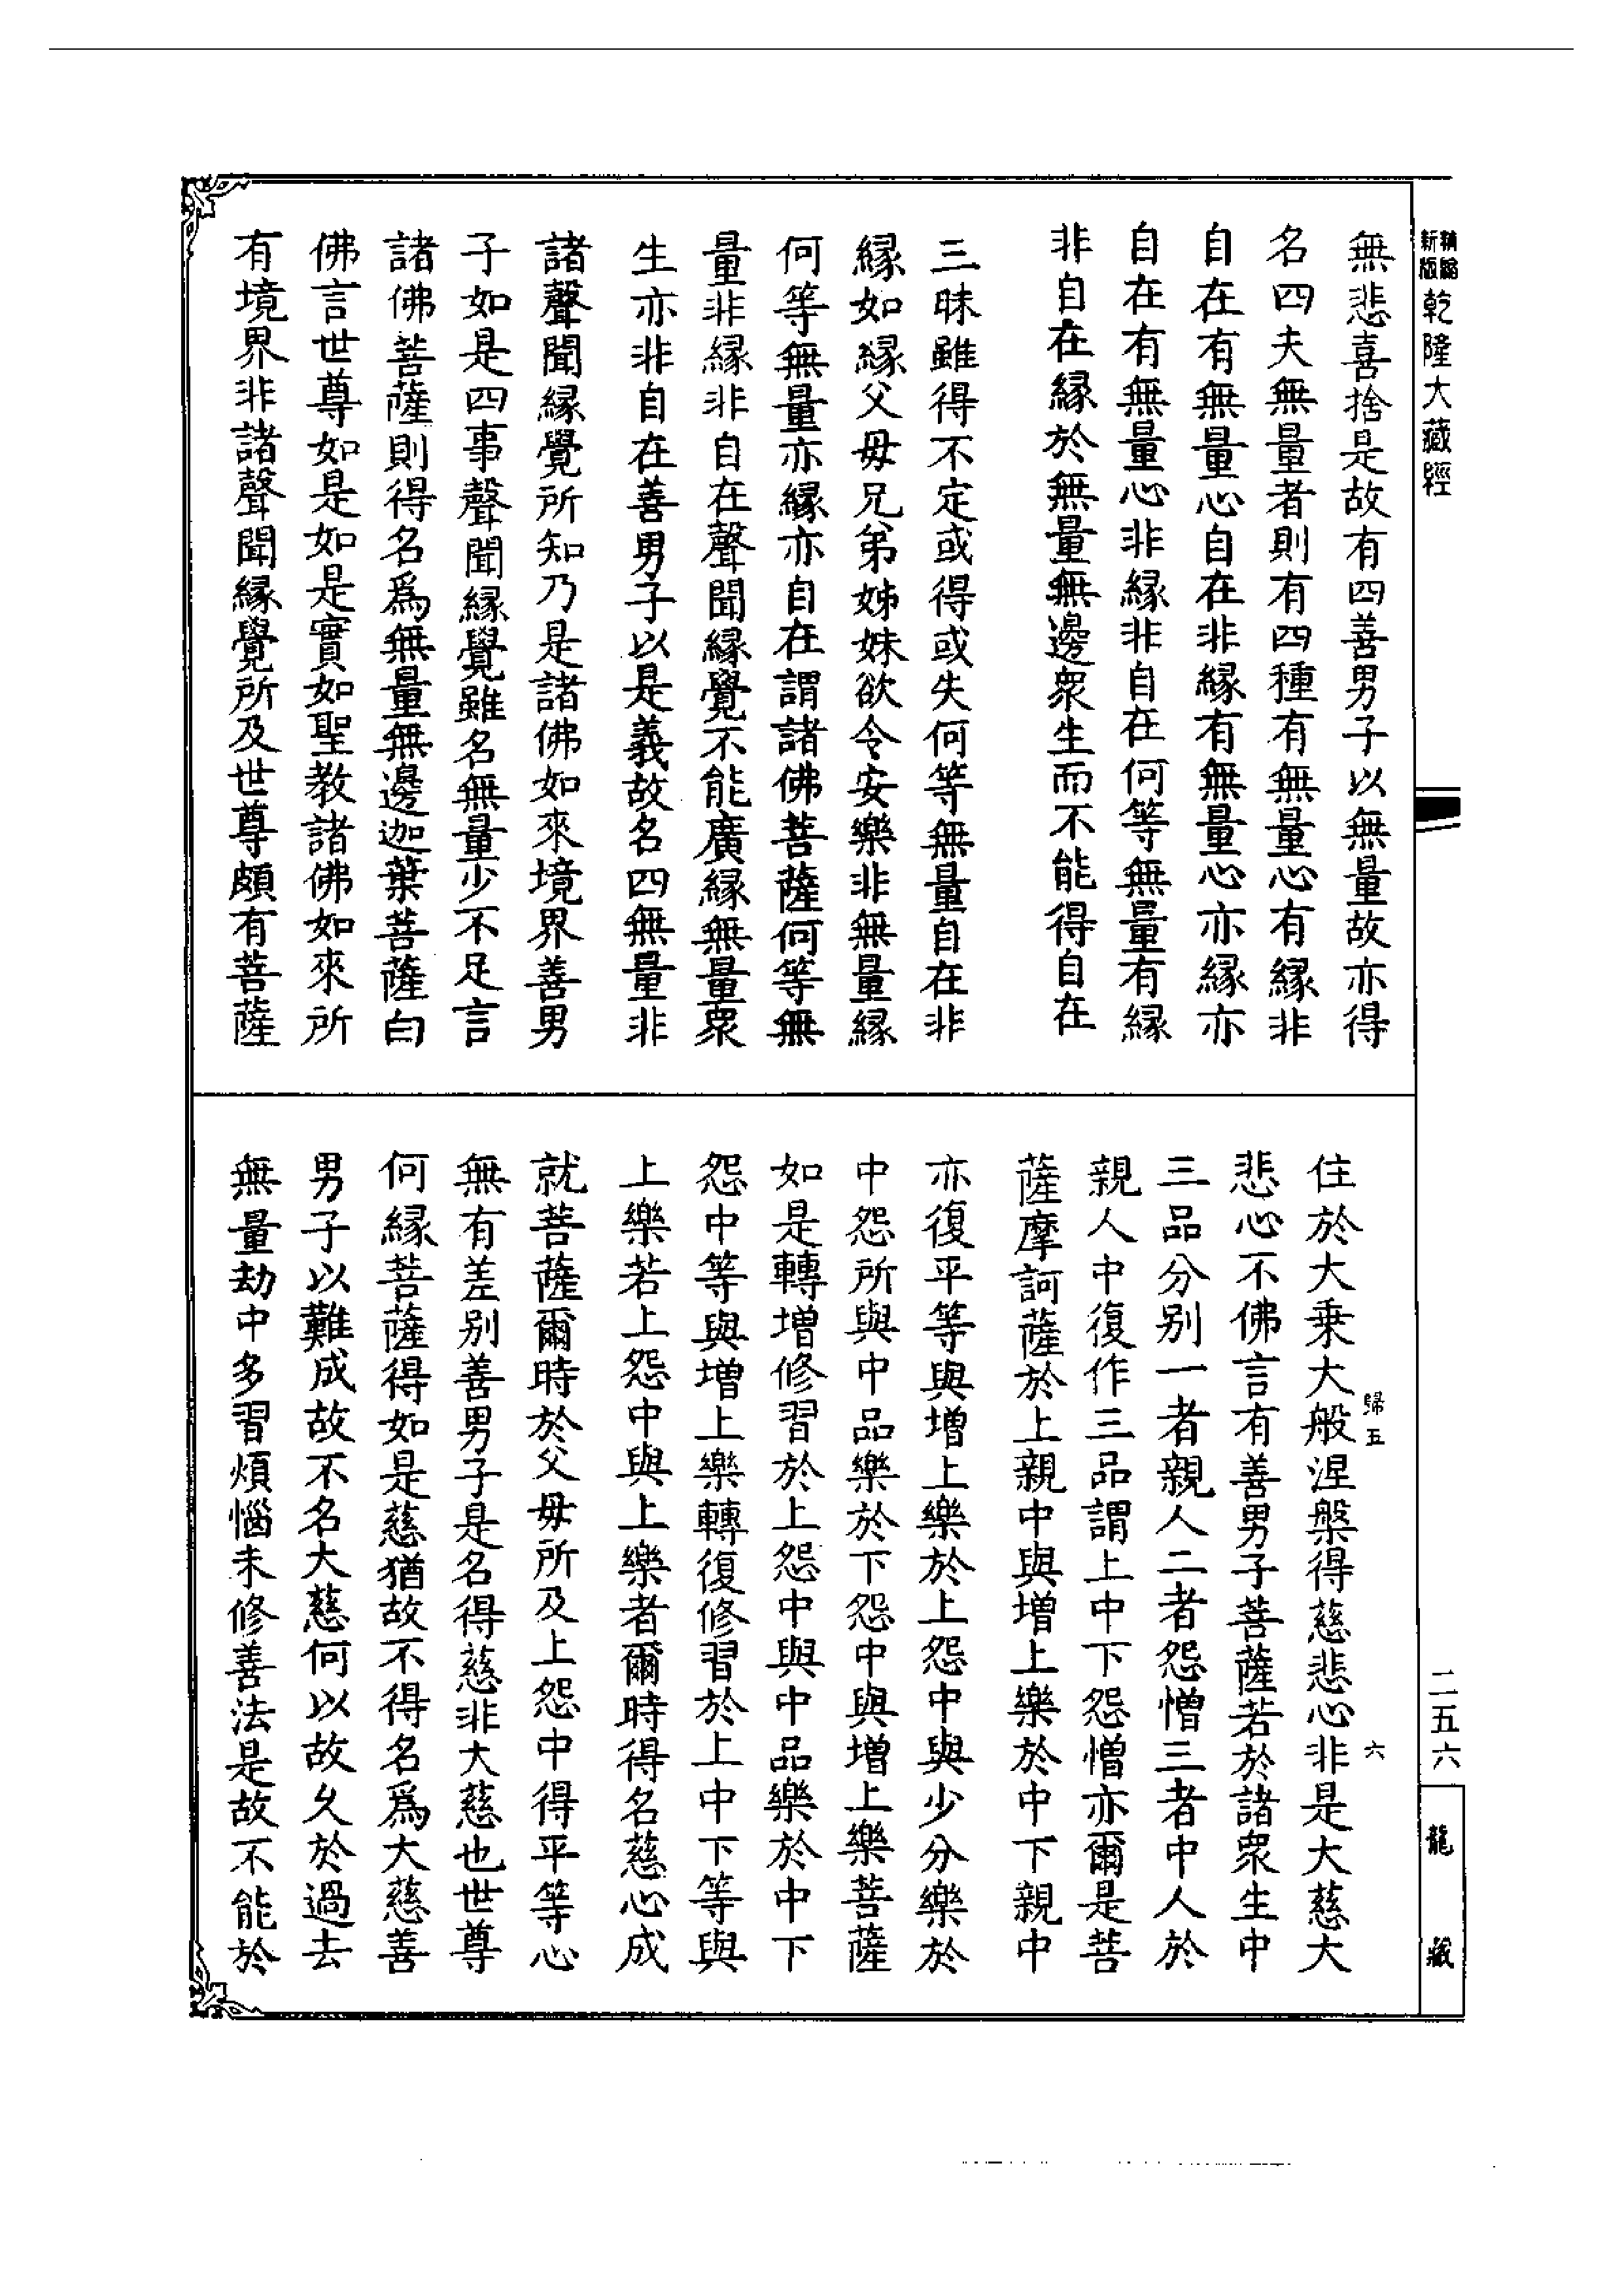 新版精縮乾隆大藏經
無悲喜捨是故有四善男子以無量故亦得
名四夫無量者則有四種有無量心有緣非
自在有無量心自在非緣有無量心亦緣亦
自在有無量心非緣非自在何等無量有緣
非自在緣於無量無邊衆生而不能得自在
三昧雖得不定或得或失何等無量自在非
緣如緣父母兄弟姊妹欲令安樂非無量緣
何等無量亦緣亦自在謂諸佛菩薩何等無
量非緣非自在聲聞緣覺不能廣緣無量衆
生亦非自在善男子以是義故名四無量非
諸聲聞緣覺所知乃是諸佛如來境界善男
子如是四事聲聞緣覺雖名無量少不足言
諸佛菩薩則得名爲無量無邊迦葉菩薩白
佛言世尊如是如是實如聖教諸佛如來所
有境界非諸聲聞緣覺所及世尊頗有菩薩
歸五
六
住於大乘大般涅槃得慈悲心非是大慈大
悲心不佛言有善男子菩薩若於諸衆生中
三品分別一者親人二者怨憎三者中人於
親人中復作三品謂上中下怨憎亦爾是菩
薩摩訶薩於上親中與增上樂於中下親中
亦復平等與增上樂於上怨中與少分樂於
中怨所與中品樂於下怨中與增上樂菩薩
如是轉增修習於上怨中與中品樂於中下
怨中等與增上樂轉復修習於上中下等與
上樂若上怨中與上樂者爾時得名慈心成
就菩薩爾時於父母所及上怨中得平等心
無有差別善男子是名得慈非大慈也世尊
何緣菩薩得如是慈猶故不得名爲大慈善
男子以難成故不名大慈何以故久於過去
無量劫中多習煩惱未修善法是故不能於
二五六
龍藏